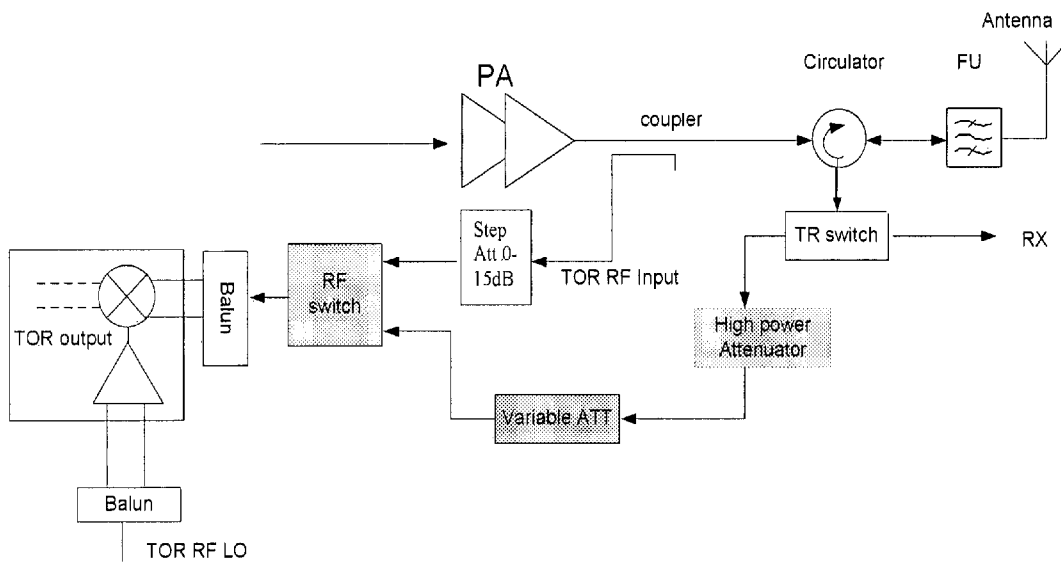 Antenna
Circulator
FU
PA
coupler
Step
Att.0-
15dB
TOR RF Input
TR switch
RX
RF
switch
Balun
TOR output
High power
Attenuator
Variable ATT
Balun
TOR RF LO